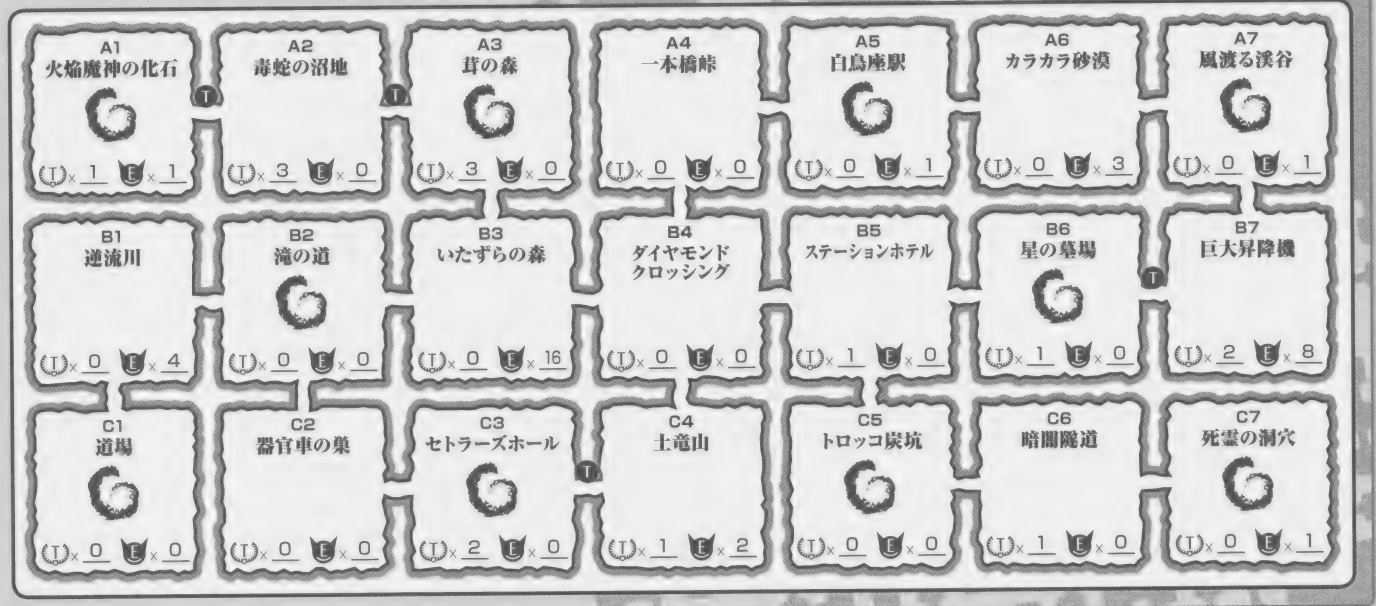 A1
火焔魔神の化石
T× 1 E× 1
A2
毒蛇の沼地
T× 3 E× 0
A3
茸の森
T× 3 E× 0
A4
一本橋峠
T× 0 E× 0
A5
白鳥座駅
T× 0 E× 1
A6
カラカラ砂漠
T× 0 E× 3
A7
風渡る渓谷
T× 0 E× 1
T
T
B1
逆流川
T× 0 E× 4
B2
滝の道
T× 0 E× 0
B3
いたずらの森
T× 0 E× 16
B4
ダイヤモンド
クロッシング
T× 0 E× 0
B5
ステーションホテル
T× 1 E× 0
B6
星の墓場
T× 1 E× 0
B7
巨大昇降機
T× 2 E× 8
T
C1
道場
T× 0 E× 0
C2
器官車の巣
T× 0 E× 0
C3
セトラーズホール
T× 2 E× 0
C4
土竜山
T× 1 E× 2
C5
トロッコ炭坑
T× 0 E× 0
C6
暗闇隧道
T× 1 E× 0
C7
死霊の洞穴
T× 0 E× 1
T